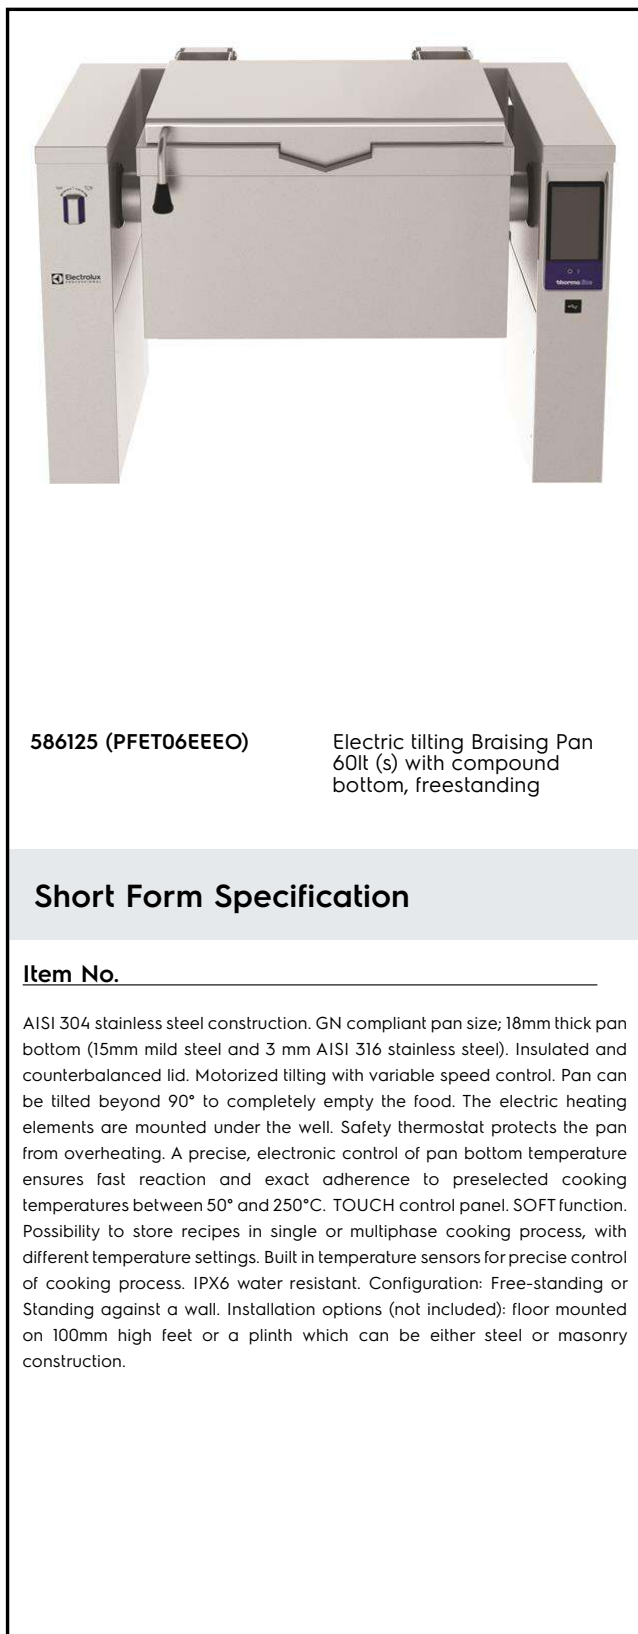 Electrolux
PROFESSIONAL
thermaline
586125 (PFET06EEEO)
Electric tilting Braising Pan
60lt (s) with compound
bottom, freestanding
Short Form Specification
Item No.
AISI 304 stainless steel construction. GN compliant pan size; 18mm thick pan
bottom (15mm mild steel and 3 mm AISI 316 stainless steel). Insulated and
counterbalanced lid. Motorized tilting with variable speed control. Pan can
be tilted beyond 90° to completely empty the food. The electric heating
elements are mounted under the well. Safety thermostat protects the pan
from overheating. A precise, electronic control of pan bottom temperature
ensures fast reaction and exact adherence to preselected cooking
temperatures between 50° and 250°C. TOUCH control panel. SOFT function.
Possibility to store recipes in single or multiphase cooking process, with
different temperature settings. Built in temperature sensors for precise control
of cooking process. IPX6 water resistant. Configuration: Free-standing or
Standing against a wall. Installation options (not included): floor mounted
on 100mm high feet or a plinth which can be either steel or masonry
construction.